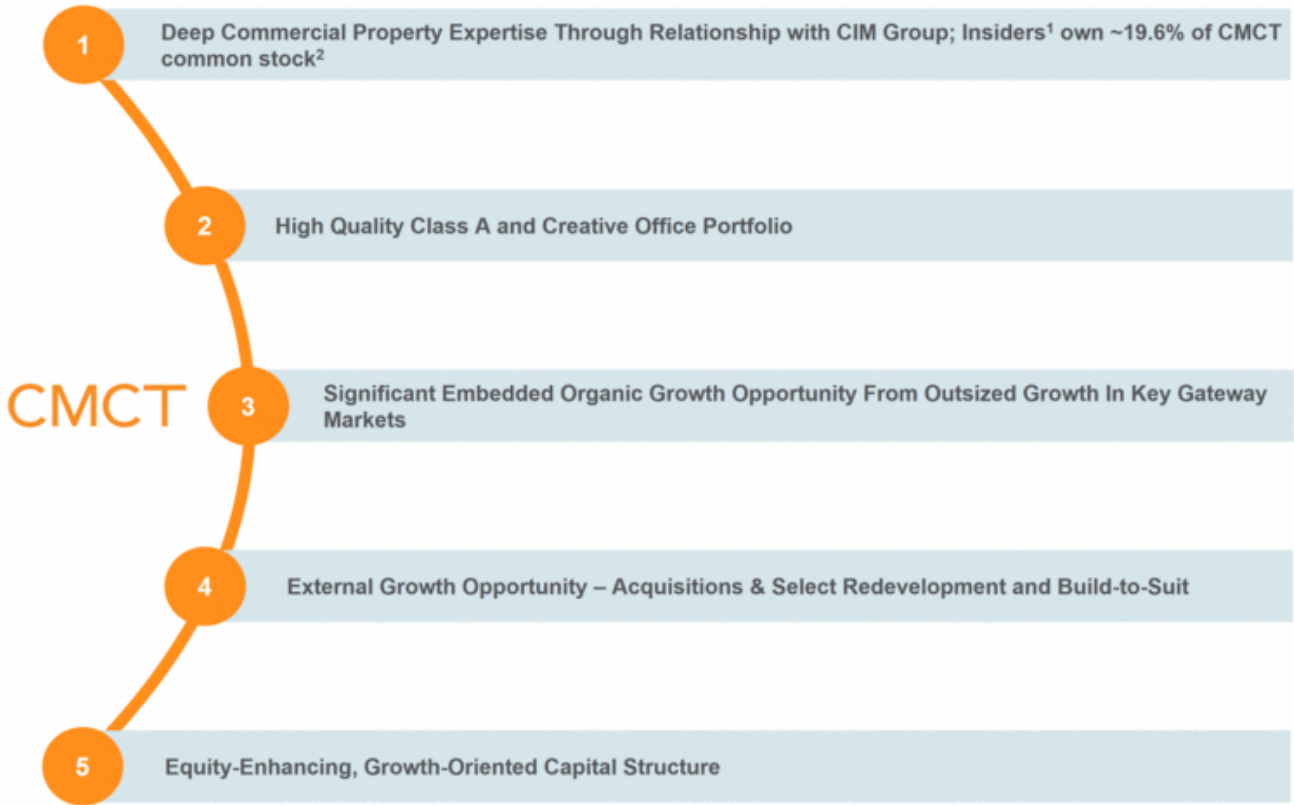 1
Deep Commercial Property Expertise Through Relationship with CIM Group; Insiders¹ own ~19.6% of CMCT
common stock²
2
High Quality Class A and Creative Office Portfolio
CMCT
3
Significant Embedded Organic Growth Opportunity From Outsized Growth In Key Gateway
Markets
4
External Growth Opportunity – Acquisitions & Select Redevelopment and Build-to-Suit
5
Equity-Enhancing, Growth-Oriented Capital Structure